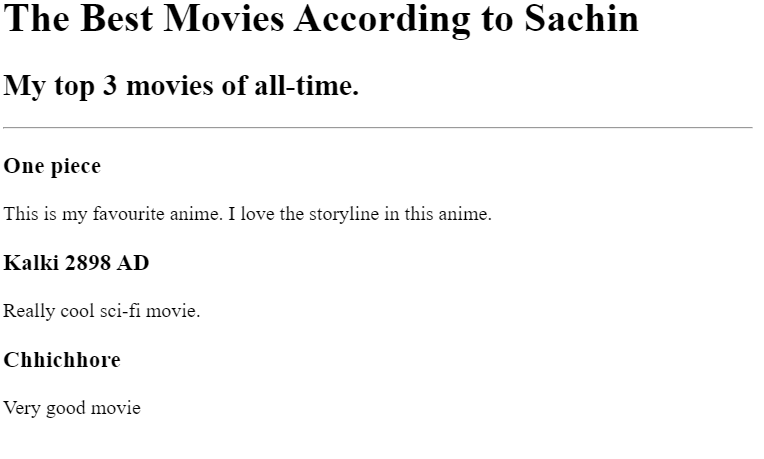 The Best Movies According to Sachin
My top 3 movies of all-time.
One piece
This is my favourite anime. I love the storyline in this anime.
Kalki 2898 AD
Really cool sci-fi movie.
Chhichhore
Very good movie